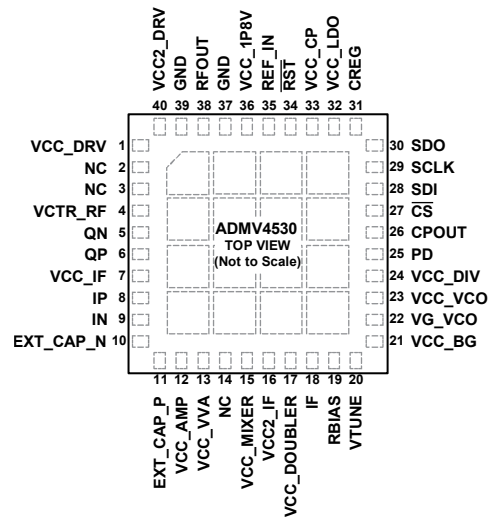 VCC2_DRV
GND
RFOUT
GND
VCC_1P8V
REF_IN
RST
VCC_CP
VCC_LDO
CREG
40 39 38 37 36 35 34 33 32 31
VCC_DRV 1
NC 2
NC 3
VCTR_RF 4
QN 5
QP 6
VCC_IF 7
IP 8
IN 9
EXT_CAP_N 10
ADMV4530
TOP VIEW
(Not to Scale)
30 SDO
29 SCLK
28 SDI
27 CS
26 CPOUT
25 PD
24 VCC_DIV
23 VCC_VCO
22 VG_VCO
21 VCC_BG
11 12 13 14 15 16 17 18 19 20
EXT_CAP_P
VCC_AMP
VCC_VVA
NC
VCC_MIXER
VCC2_IF
VCC_DOUBLER
IF
RBIAS
VTUNE